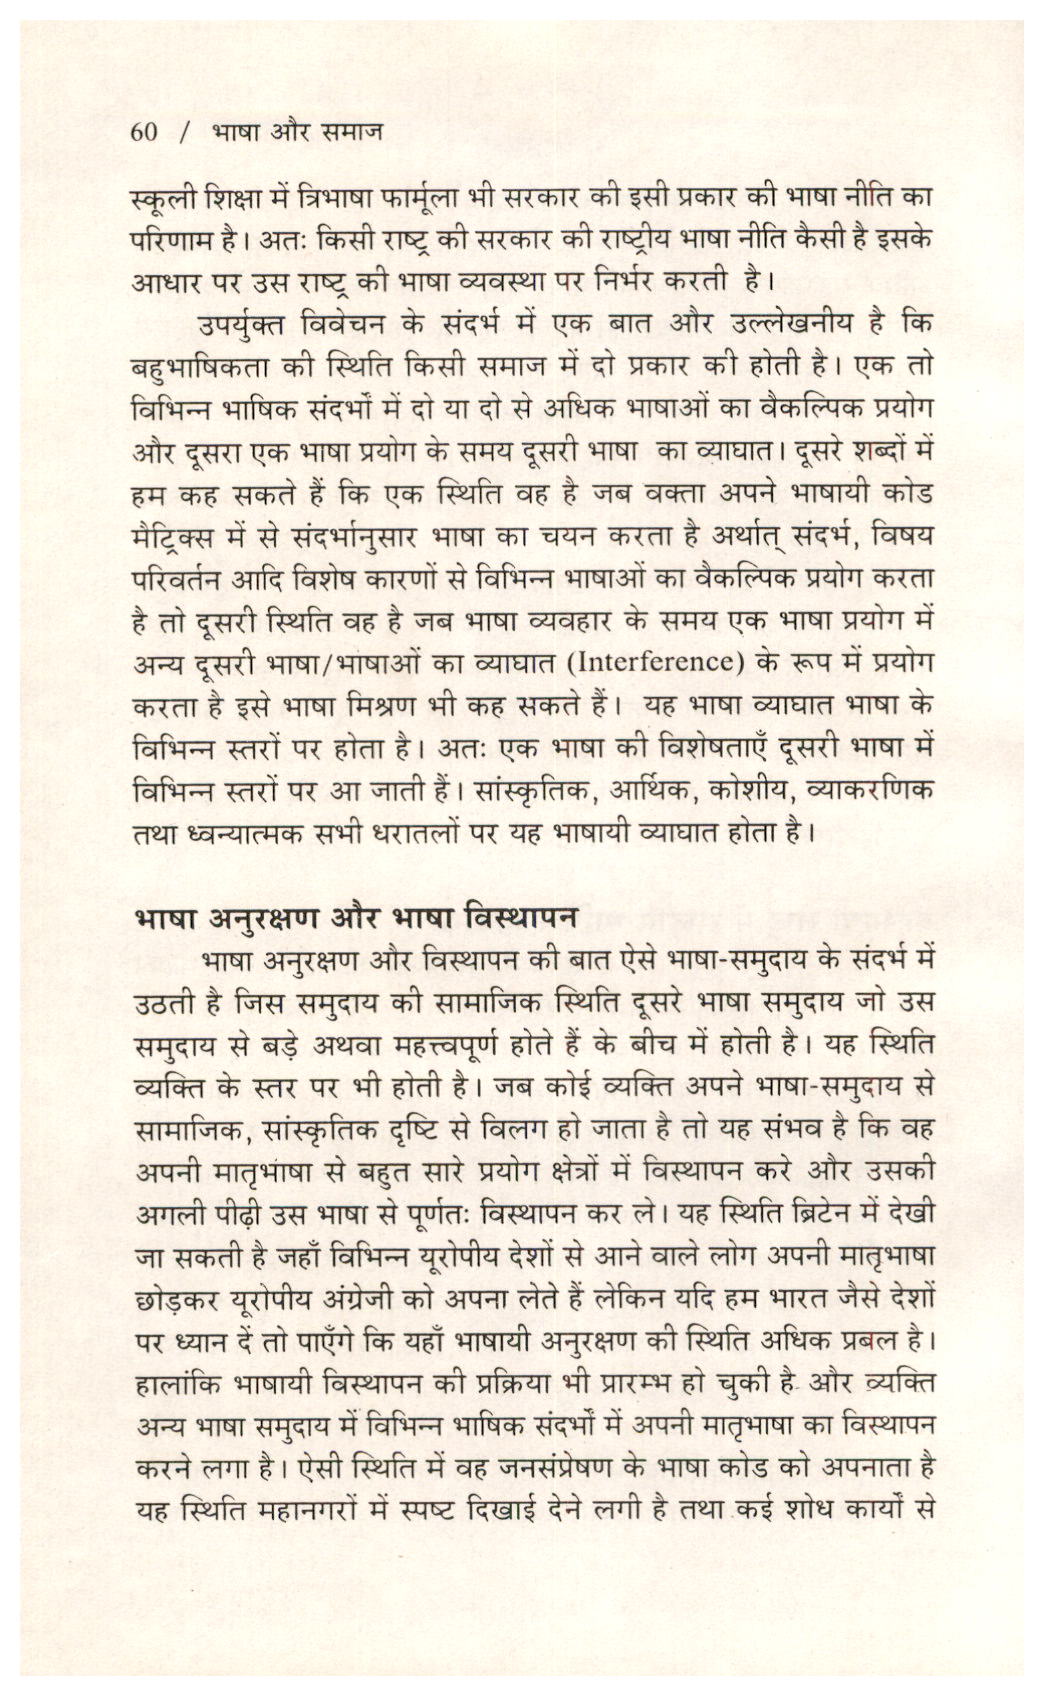 60 / भाषा और समाज
स्कूली शिक्षा में त्रिभाषा फार्मूला भी सरकार की इसी प्रकार की भाषा नीति का
परिणाम है। अतः किसी राष्ट्र की सरकार की राष्ट्रीय भाषा नीति कैसी है इसके
आधार पर उस राष्ट्र की भाषा व्यवस्था पर निर्भर करती है।
उपर्युक्त विवेचन के संदर्भ में एक बात और उल्लेखनीय है कि
बहुभाषिकता की स्थिति किसी समाज में दो प्रकार की होती है। एक तो
विभिन्न भाषिक संदर्भों में दो या दो से अधिक भाषाओं का वैकल्पिक प्रयोग
और दूसरा एक भाषा प्रयोग के समय दूसरी भाषा का व्याघात। दूसरे शब्दों में
हम कह सकते हैं कि एक स्थिति वह है जब वक्ता अपने भाषायी कोड
मैट्रिक्स में से संदर्भानुसार भाषा का चयन करता है अर्थात् संदर्भ, विषय
परिवर्तन आदि विशेष कारणों से विभिन्न भाषाओं का वैकल्पिक प्रयोग करता
है तो दूसरी स्थिति वह है जब भाषा व्यवहार के समय एक भाषा प्रयोग में
अन्य दूसरी भाषा/भाषाओं का व्याघात (Interference) के रूप में प्रयोग
करता है इसे भाषा मिश्रण भी कह सकते हैं। यह भाषा व्याघात भाषा के
विभिन्न स्तरों पर होता है। अतः एक भाषा की विशेषताएँ दूसरी भाषा में
विभिन्न स्तरों पर आ जाती हैं। सांस्कृतिक, आर्थिक, कोशीय, व्याकरणिक
तथा ध्वन्यात्मक सभी धरातलों पर यह भाषायी व्याघात होता है।
भाषा अनुरक्षण और भाषा विस्थापन
भाषा अनुरक्षण और विस्थापन की बात ऐसे भाषा-समुदाय के संदर्भ में
उठती है जिस समुदाय की सामाजिक स्थिति दूसरे भाषा समुदाय जो उस
समुदाय से बड़े अथवा महत्त्वपूर्ण होते हैं के बीच में होती है। यह स्थिति
व्यक्ति के स्तर पर भी होती है। जब कोई व्यक्ति अपने भाषा-समुदाय से
सामाजिक, सांस्कृतिक दृष्टि से विलग हो जाता है तो यह संभव है कि वह
अपनी मातृभाषा से बहुत सारे प्रयोग क्षेत्रों में विस्थापन करे और उसकी
अगली पीढ़ी उस भाषा से पूर्णतः विस्थापन कर ले। यह स्थिति ब्रिटेन में देखी
जा सकती है जहाँ विभिन्न यूरोपीय देशों से आने वाले लोग अपनी मातृभाषा
छोड़कर यूरोपीय अंग्रेजी को अपना लेते हैं लेकिन यदि हम भारत जैसे देशों
पर ध्यान दें तो पाएँगे कि यहाँ भाषायी अनुरक्षण की स्थिति अधिक प्रबल है।
हालांकि भाषायी विस्थापन की प्रक्रिया भी प्रारम्भ हो चुकी है और व्यक्ति
अन्य भाषा समुदाय में विभिन्न भाषिक संदर्भों में अपनी मातृभाषा का विस्थापन
करने लगा है। ऐसी स्थिति में वह जनसंप्रेषण के भाषा कोड को अपनाता है
यह स्थिति महानगरों में स्पष्ट दिखाई देने लगी है तथा कई शोध कार्यों से